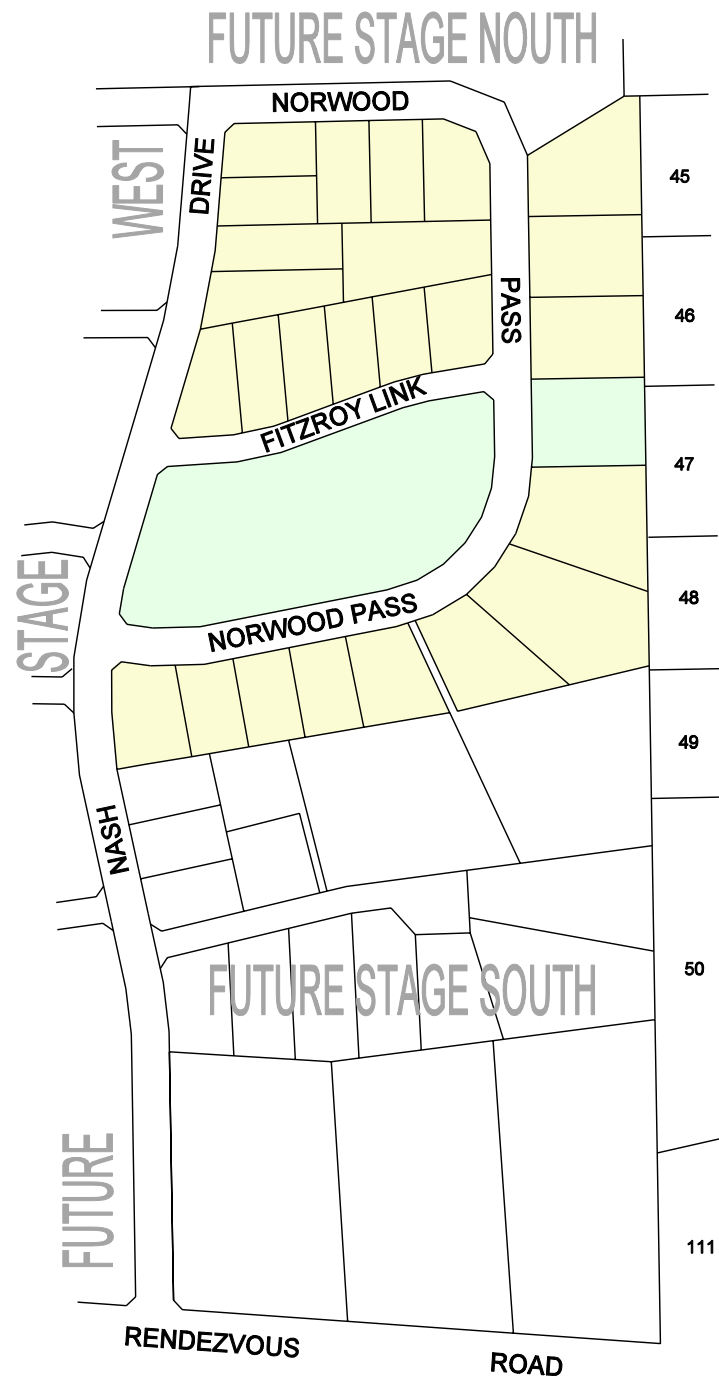 FUTURE STAGE NOUTH
NORWOOD
WEST
DRIVE
45
PASS
46
FITZROY LINK
47
STAGE
48
NORWOOD PASS
49
NASH
50
FUTURE STAGE SOUTH
FUTURE
111
RENDEZVOUS
ROAD